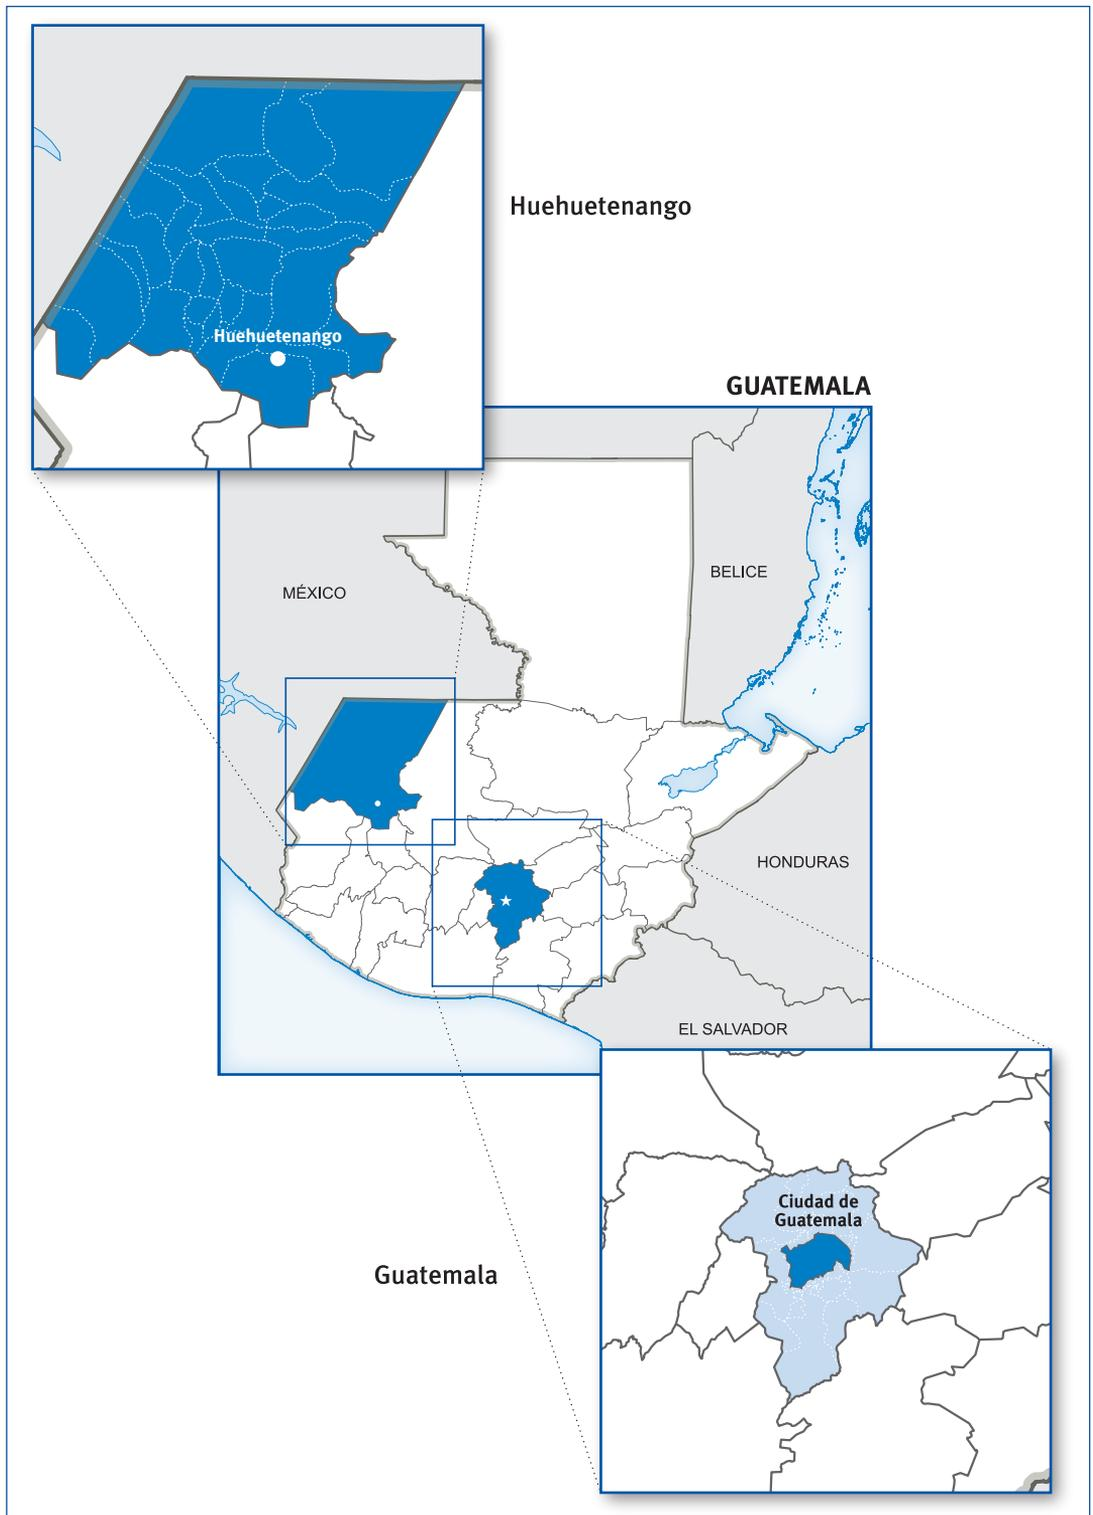 Huehuetenango
Huehuetenango
GUATEMALA
BELICE
MÉXICO
HONDURAS
EL SALVADOR
Ciudad de
Guatemala
Guatemala